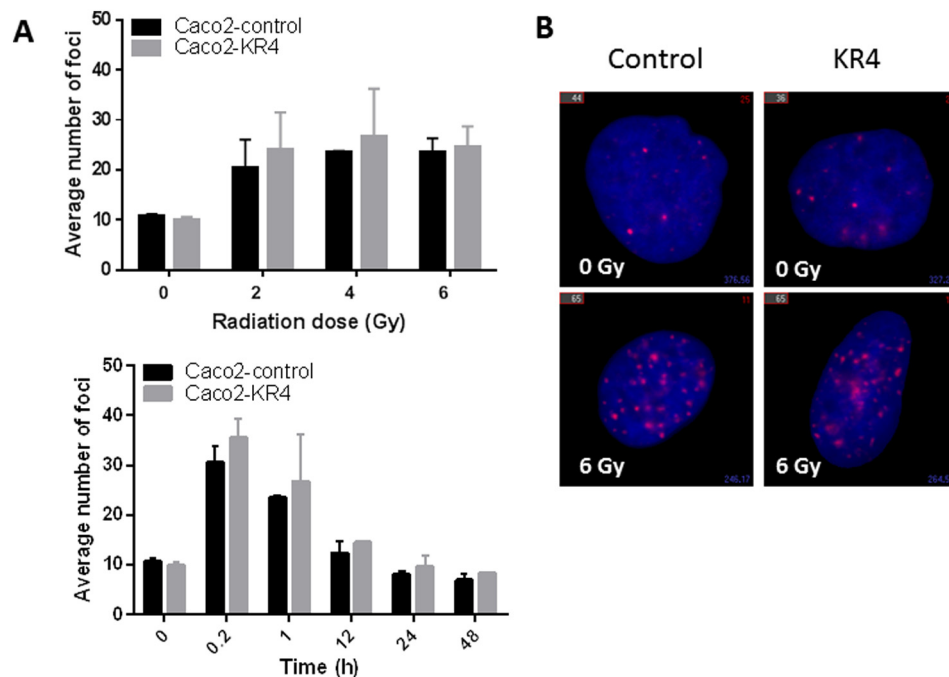 A
Average number of foci
50
40
30
20
10
0
Caco2-control
Caco2-KR4
0 2 4 6
Radiation dose (Gy)
Average number of foci
50
40
30
20
10
0
Caco2-control
Caco2-KR4
0 0.2 1 12 24 48
Time (h)
B
Control KR4
44
0 Gy
376.56
36
0 Gy
65
11
6 Gy
246.17
65
6 Gy